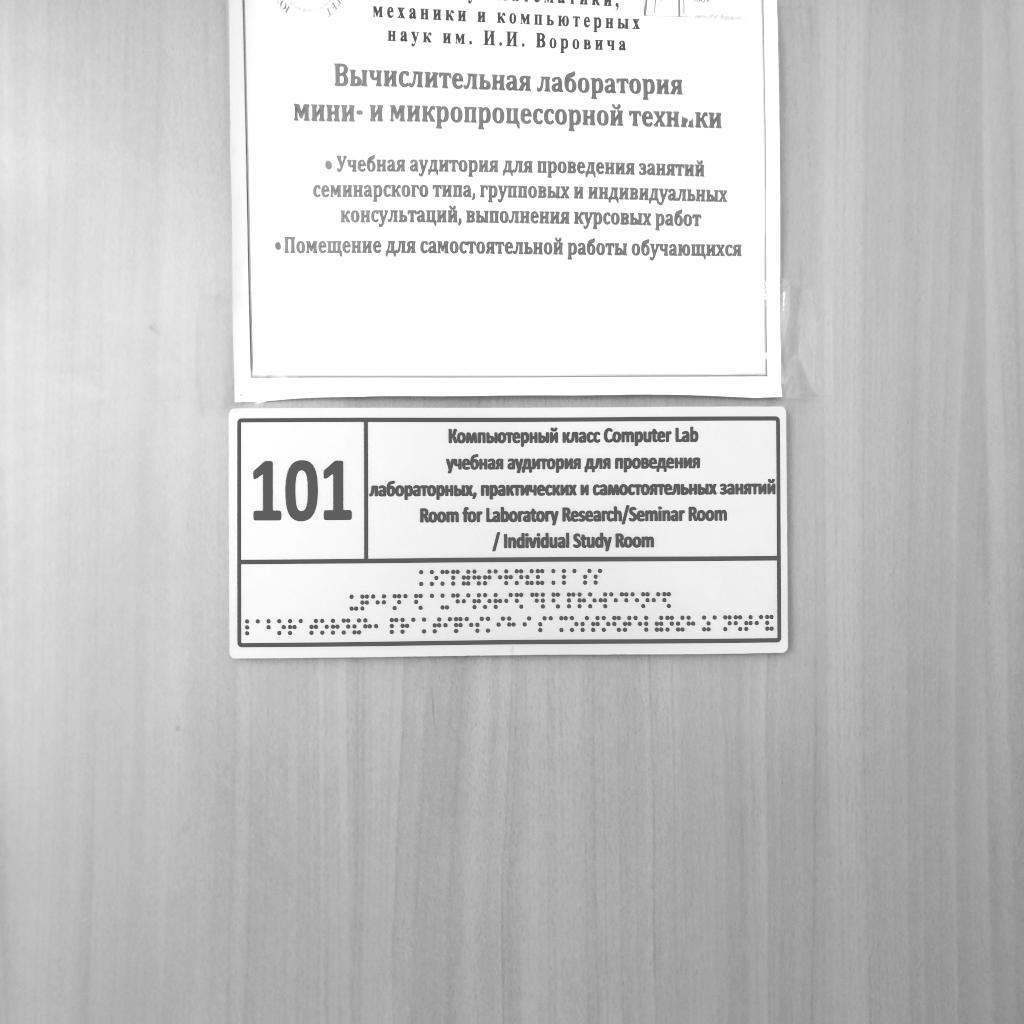 механики и компьютерных
наук им. И.И. Воровича
Вычислительная лаборатория
мини- и микропроцессорной техники
• Учебная аудитория для проведения занятий
семинарского типа, групповых и индивидуальных
консультаций, выполнения курсовых работ
• Помещение для самостоятельной работы обучающихся
101
Компьютерный класс Computer Lab
учебная аудитория для проведения
лабораторных, практических и самостоятельных занятий
Room for Laboratory Research/Seminar Room
/ Individual Study Room